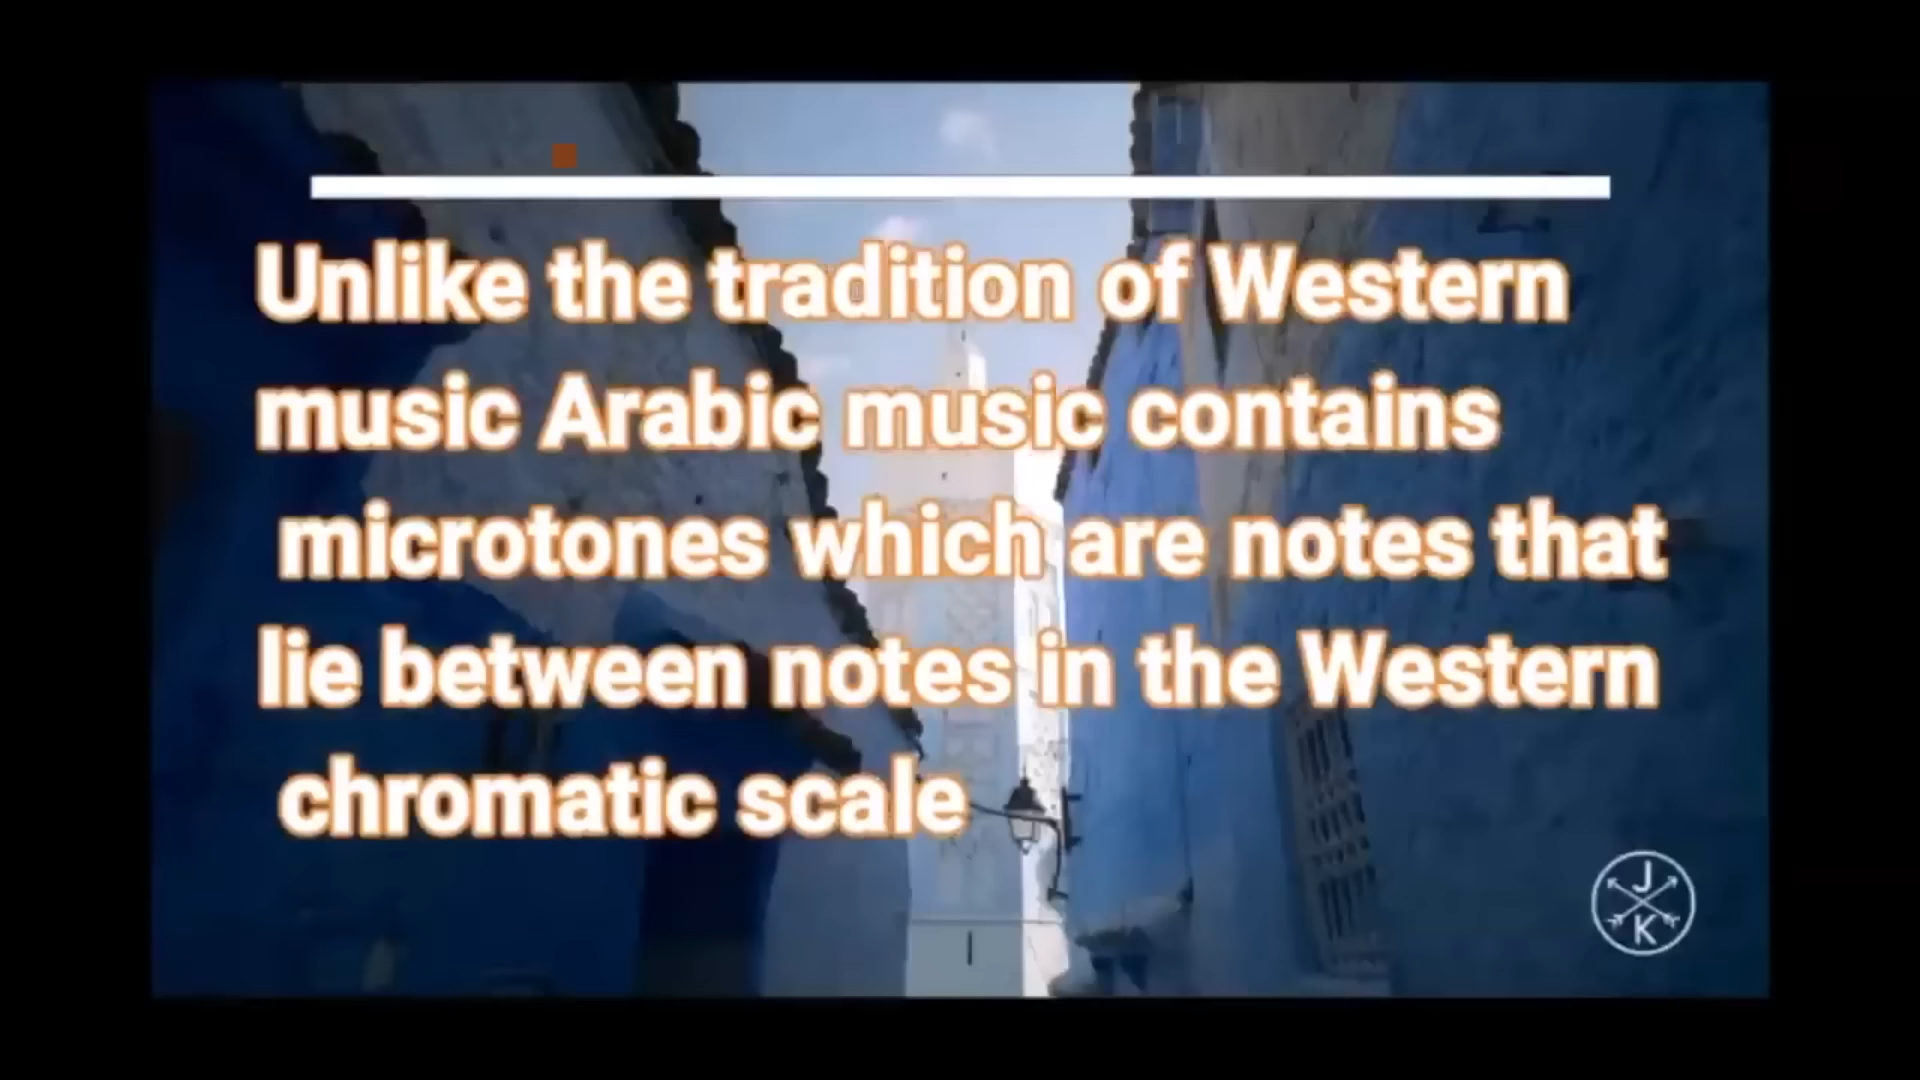 Unlike the tradition of Western
music Arabic music contains
microtones which are notes that
lie between notes in the Western
chromatic scale
J
K